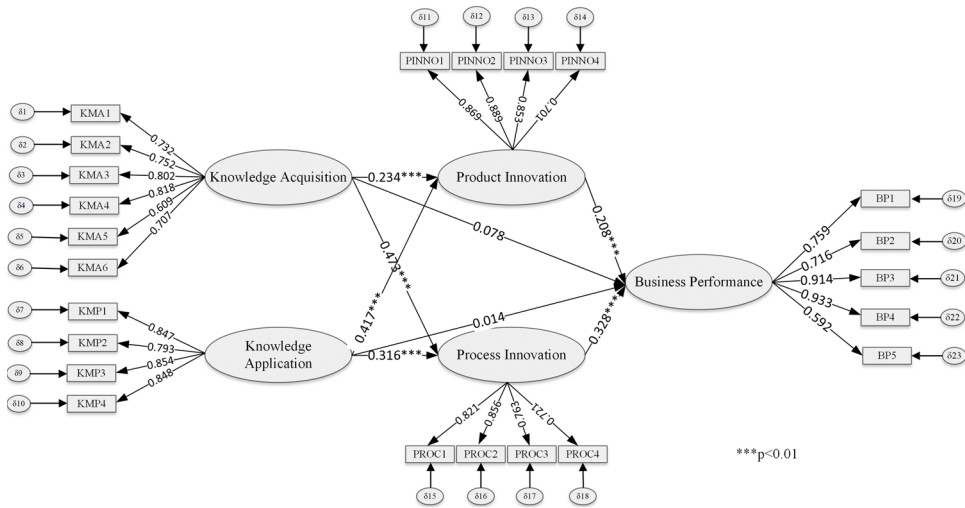 δ11
δ12
δ13
δ14
PINNO1
PINNO2
PINNO3
PINNO4
0.869
0.889
0.853
0.701
δ1
KMA1
δ2
KMA2
δ3
KMA3
δ4
KMA4
δ5
KMA5
δ6
KMA6
0.732
0.752
0.802
0.818
0.609
0.707
Knowledge Acquisition
0.234***
Product Innovation
0.078
0.473***
0.208***
δ7
KMP1
δ8
KMP2
δ9
KMP3
δ10
KMP4
0.847
0.793
0.854
0.848
Knowledge
Application
0.417***
0.014
0.316***
Process Innovation
0.328***
Business Performance
0.759
0.716
0.914
0.933
0.592
BP1
δ19
BP2
δ20
BP3
δ21
BP4
δ22
BP5
δ23
0.821
0.856
0.763
0.721
PROC1
PROC2
PROC3
PROC4
δ15
δ16
δ17
δ18
***p<0.01